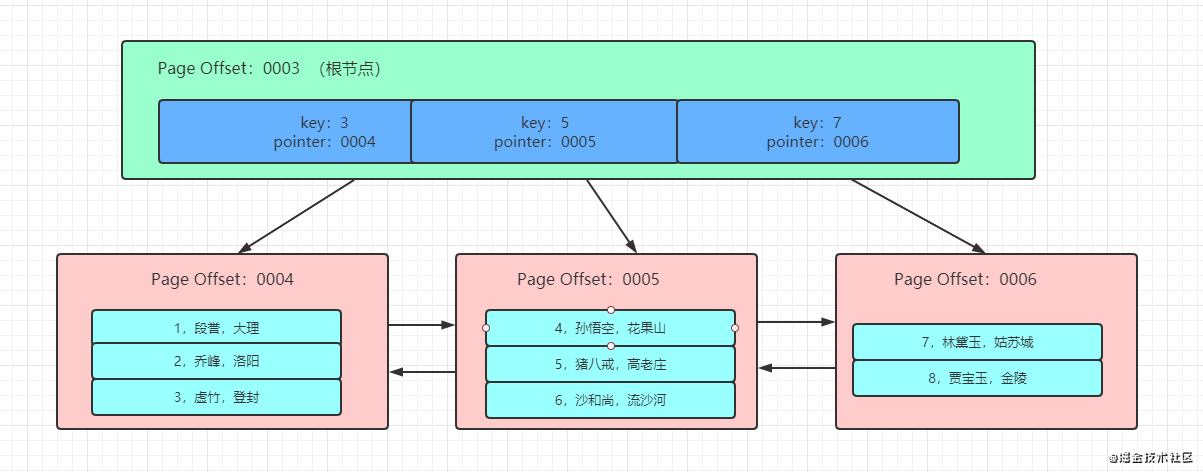 Page Offset：0003 （根节点）
key：3
pointer：0004
key：5
pointer：0005
key：7
pointer：0006
Page Offset：0004
1，段誉，大理
2，乔峰，洛阳
3，虚竹，登封
Page Offset：0005
4，孙悟空，花果山
5，猪八戒，高老庄
6，沙和尚，流沙河
Page Offset：0006
7，林黛玉，姑苏城
8，贾宝玉，金陵
@掘金技术社区